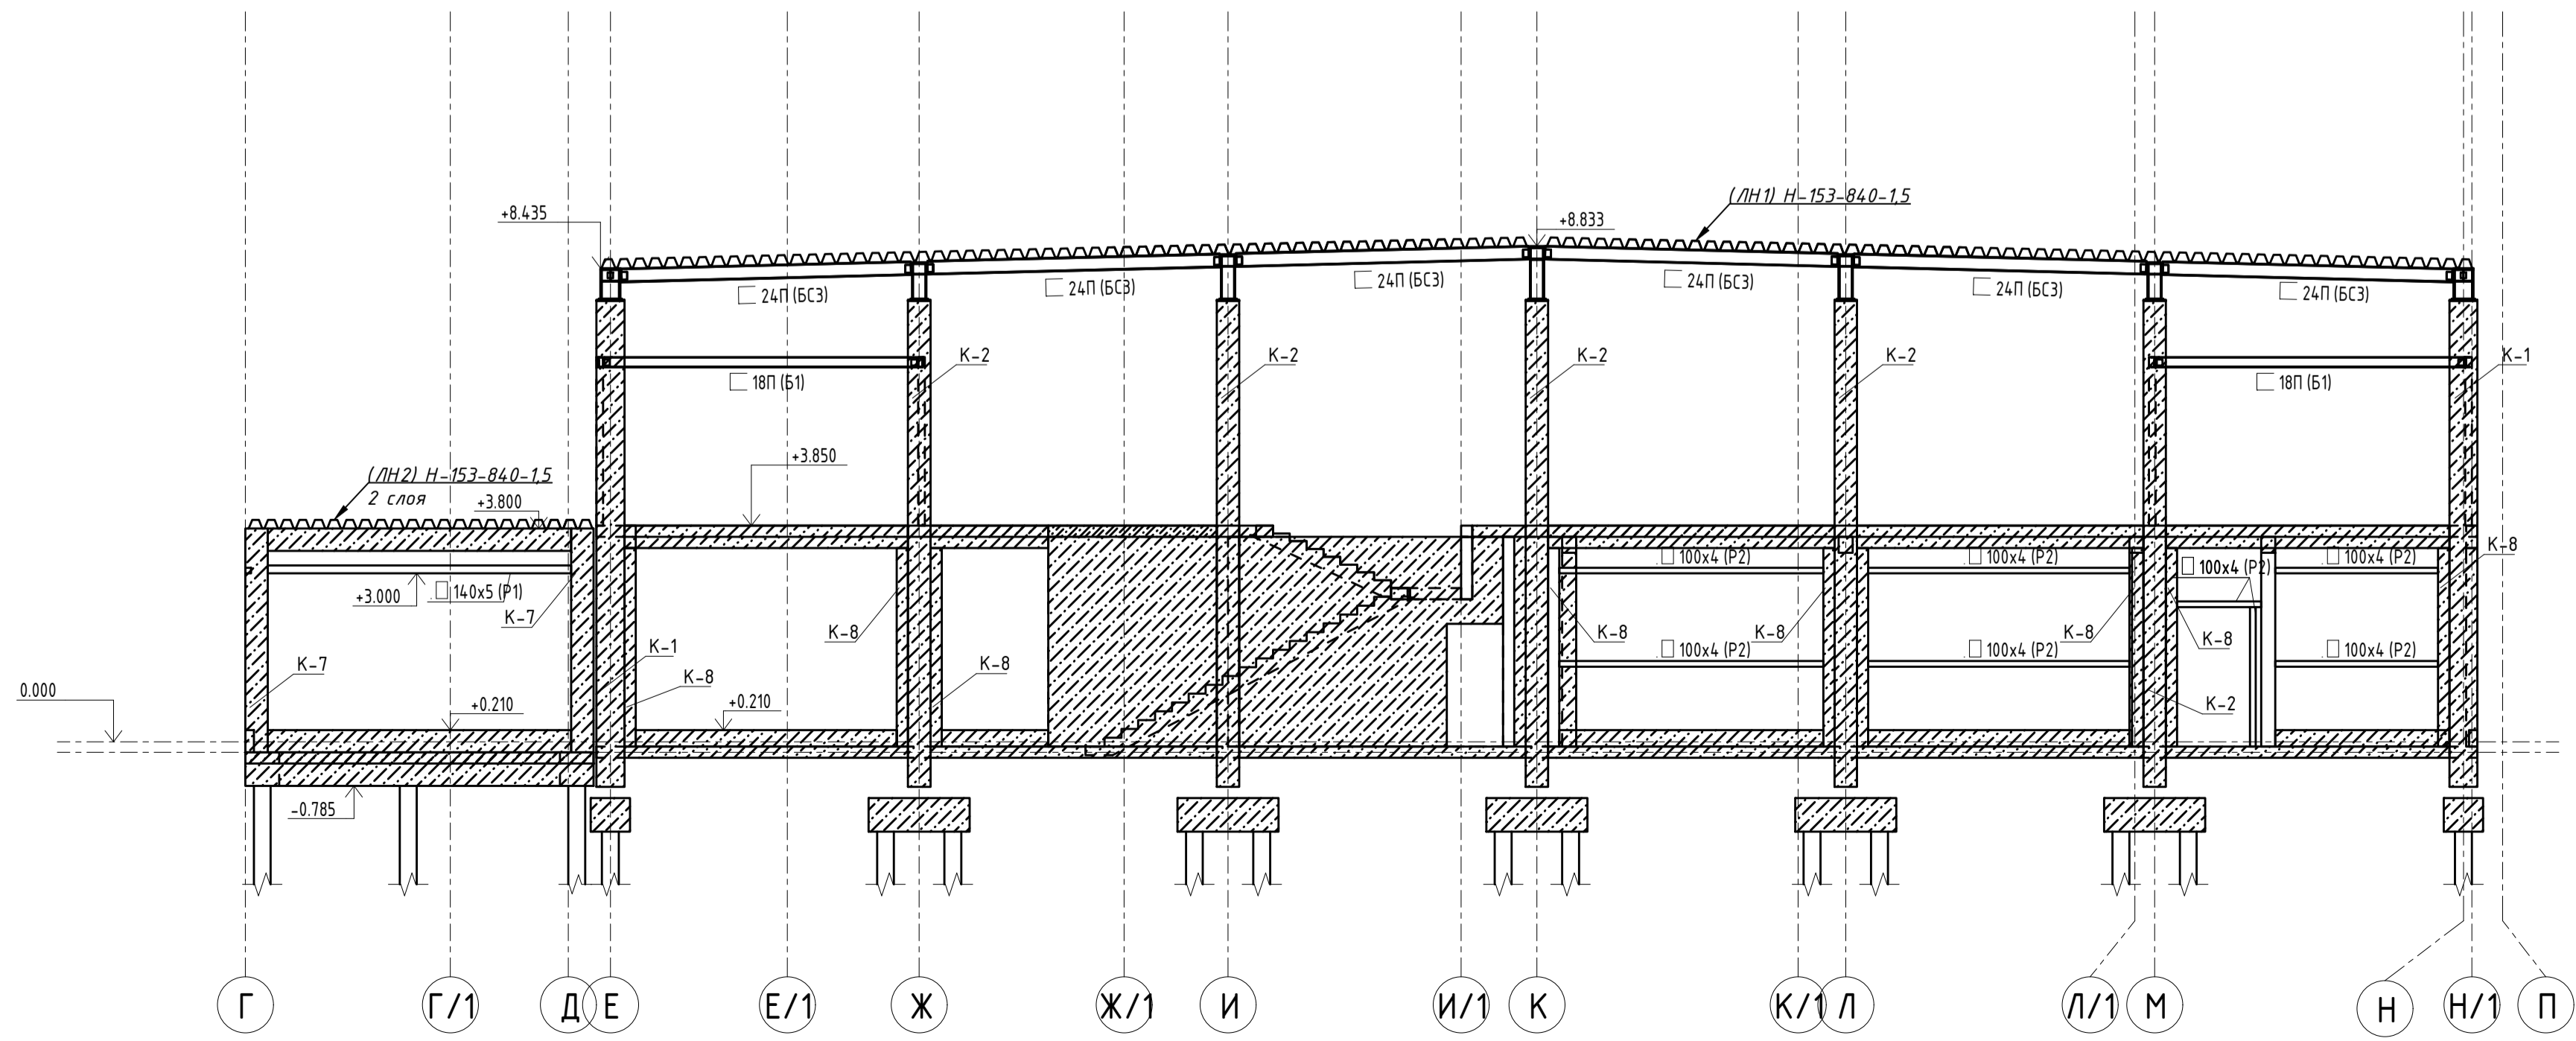 (ЛН1) Н-153-840-1,5
+8.435
+8.833
24П (БС3)
24П (БС3)
24П (БС3)
24П (БС3)
24П (БС3)
24П (БС3)
К-2
К-2
К-2
К-2
К-1
18П (Б1)
18П (Б1)
+3.850
(ЛН2) Н-153-840-1,5
2 слоя
+3.800
100х4 (Р2)
100х4 (Р2)
100х4 (Р2)
100х4 (Р2)
К-8
+3.000
140х5 (Р1)
К-7
К-8
К-8
К-8
К-8
К-8
К-1
К-7
К-8
К-8
100х4 (Р2)
100х4 (Р2)
100х4 (Р2)
0.000
+0.210
+0.210
К-2
-0.785
Г
Г/1
Д
Е
Е/1
Ж
Ж/1
И
И/1
К
К/1
Л
Л/1
М
Н
Н/1
П